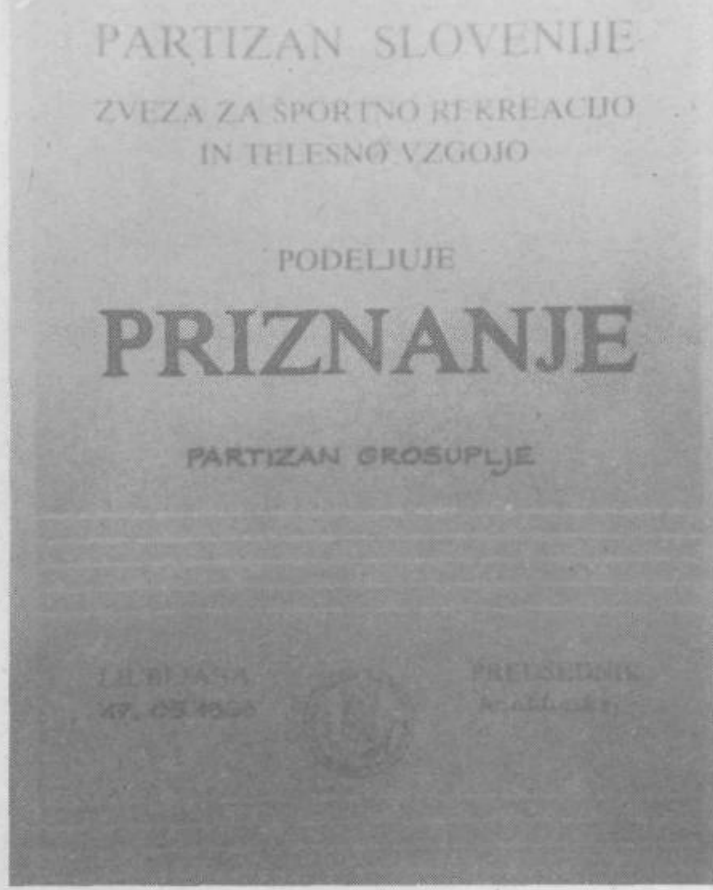 PARTIZAN SLOVENIJE
ZVEZA ZA ŠPORTNO REKREACIJO
IN TELESNO VZGOJO
PODELJUJE
PRIZNANJE
PARTIZAN GROSUPLJE
LJUBLJANA PREDSEDNIK